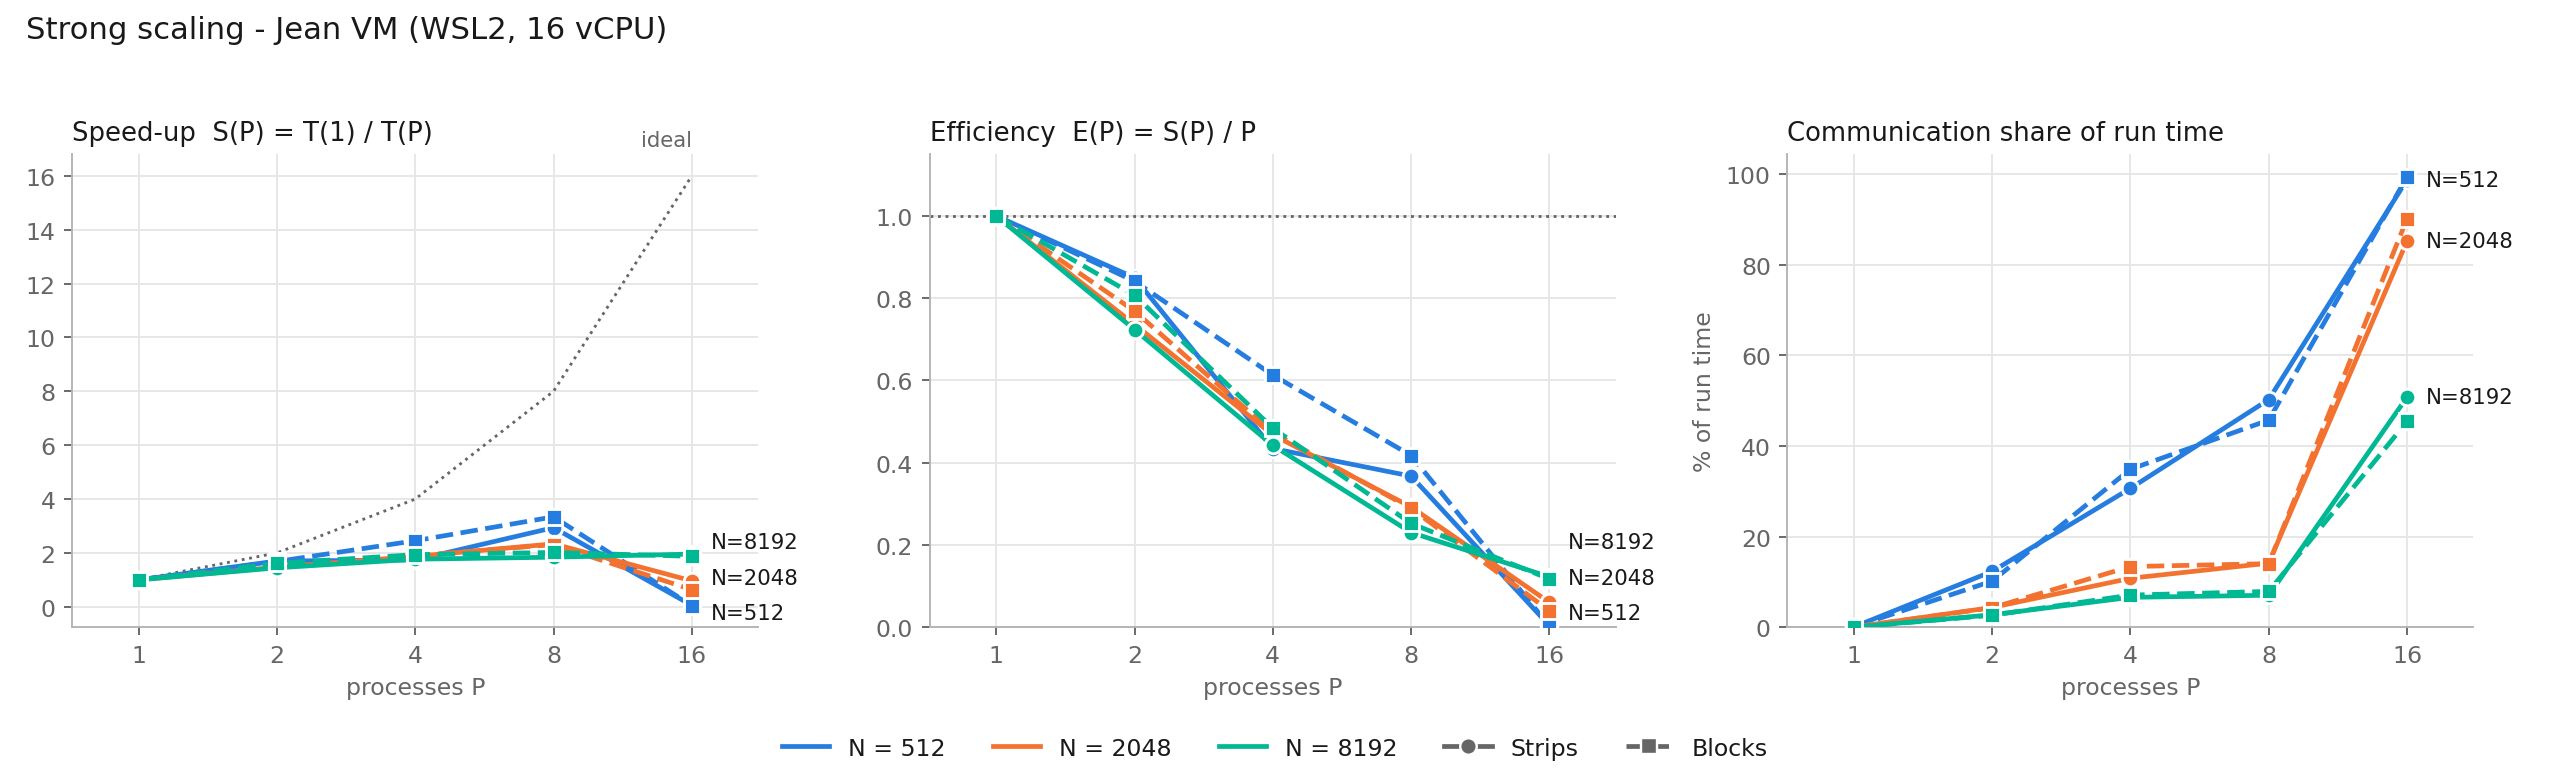 Strong scaling - Jean VM (WSL2, 16 vCPU)
Speed-up  S(P) = T(1) / T(P)
ideal
16
14
12
10
8
6
4
2
0
N=8192
N=2048
N=512
1 2 4 8 16
processes P
Efficiency  E(P) = S(P) / P
1.0
0.8
0.6
0.4
0.2
0.0
N=8192
N=2048
N=512
1 2 4 8 16
processes P
Communication share of run time
% of run time
100
80
60
40
20
0
N=512
N=2048
N=8192
1 2 4 8 16
processes P
N = 512 N = 2048 N = 8192 Strips Blocks